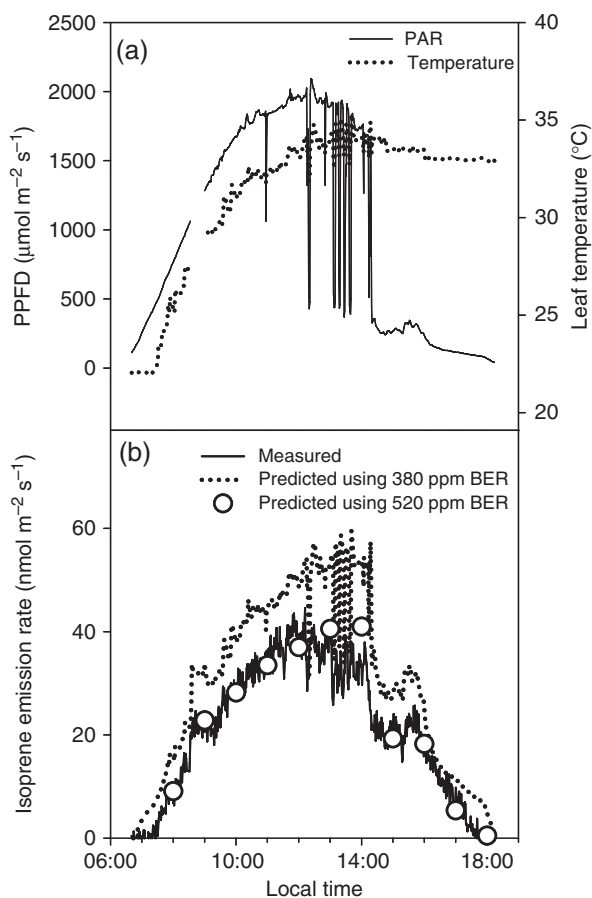 (a)
PAR
Temperature
PPFD (μmol m−2 s−1)
2500
2000
1500
1000
500
0
Leaf temperature (°C)
40
35
30
25
20
(b)
Measured
Predicted using 380 ppm BER
Predicted using 520 ppm BER
Isoprene emission rate (nmol m−2 s−1)
60
40
20
0
06:00 10:00 14:00 18:00
Local time